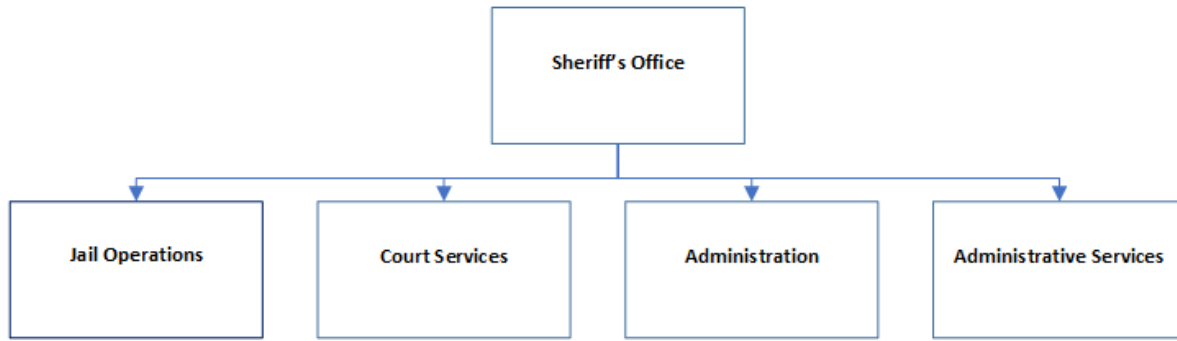 Sheriff's Office
Jail Operations
Court Services
Administration
Administrative Services